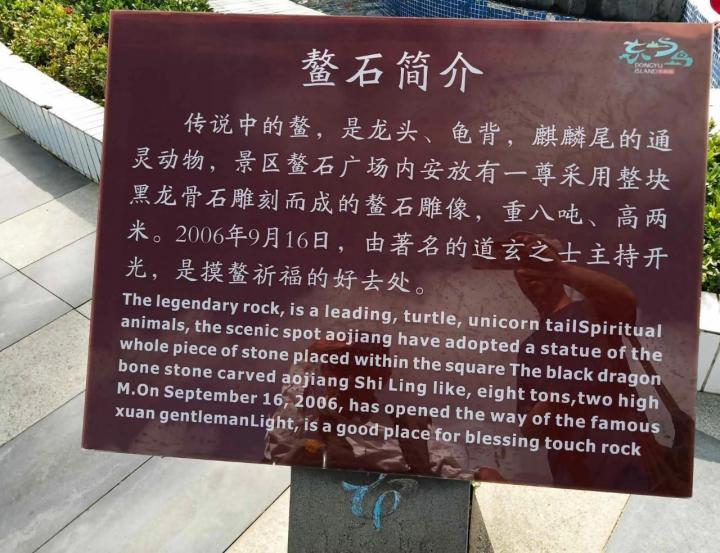 东屿岛
DONGYU
ISLAND
鳌石简介
传说中的鳌，是龙头、龟背，麒麟尾的通
灵动物，景区鳌石广场内安放有一尊采用整块
黑龙骨石雕刻而成的鳌石雕像，重八吨、高两
米。2006年9月16日，由著名的道玄之士主持开
光，是摸鳌祈福的好去处。
The legendary rock, is a leading, turtle, unicorn tailSpiritual
animals, the scenic spot aojiang have adopted a statue of the
whole piece of stone placed within the square The black dragon
bone stone carved aojiang Shi Ling like, eight tons,two high
M.On September 16, 2006, has opened the way of the famous
xuan gentlemanLight, is a good place for blessing touch rock